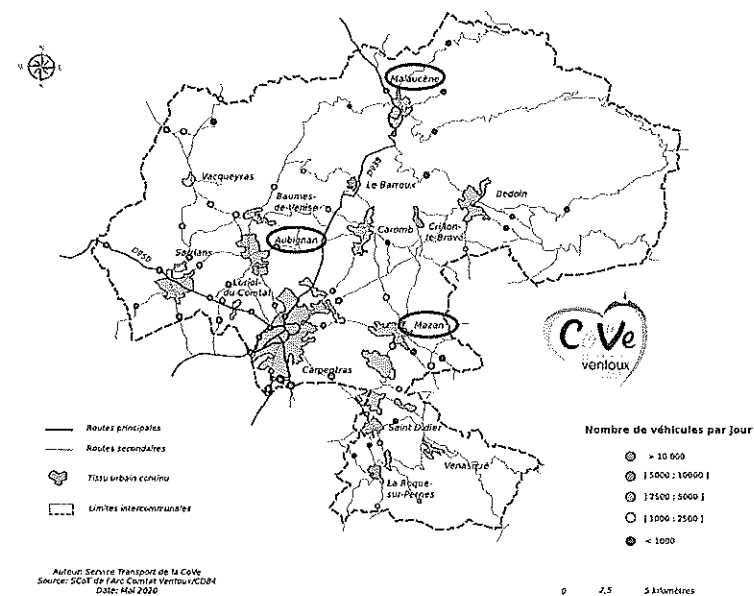 N
E
S
Malaucène
D938
Le Barroux
Vacqueyras
Beaumes-
de-Venise
Bedoin
Aubignan
Caromb
Crillon-
le-Brave
D950
Sarrians
Loriol-
du-Comtat
Mazan
CoVe
ventoux
Carpentras
Saint Didier
Venasque
La Roque-
sur-Pernes
Routes principales
Routes secondaires
Tissu urbain continu
Limites intercommunales
Nombre de véhicules par jour
> 10 000
] 5000 ; 10000 ]
] 2500 ; 5000 ]
] 1000 ; 2500 ]
< 1000
Auteur: Service Transport de la CoVe
Source: SCoT de l'Arc Comtat Ventoux/CD84
Date: Mai 2020
0 2,5 5 kilomètres